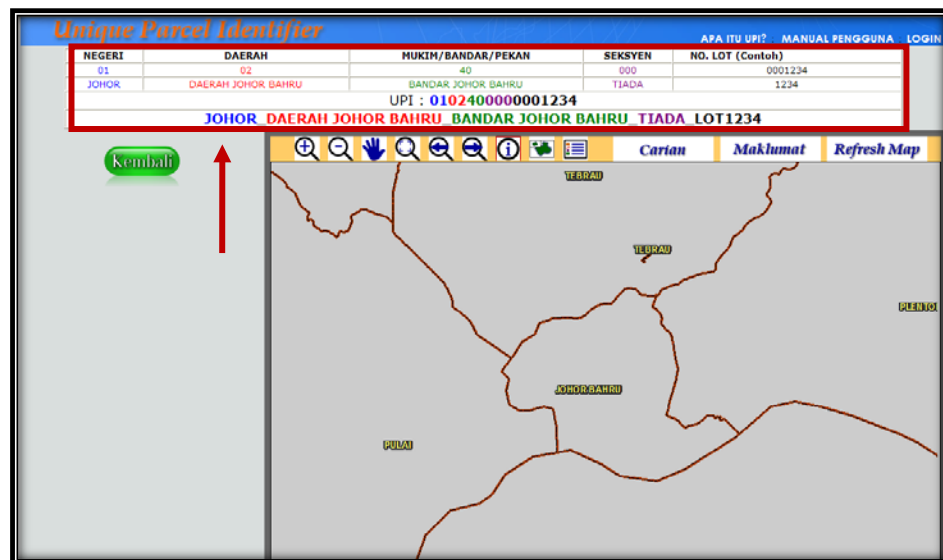 Unique Parcel Identifier
APA ITU UPI? MANUAL PENGGUNA LOGIN
NEGERI DAERAH MUKIM/BANDAR/PEKAN SEKSYEN NO. LOT (Contoh)
01 02 40 000 0001234
JOHOR DAERAH JOHOR BAHRU BANDAR JOHOR BAHRU TIADA 1234
UPI : 0102400000001234
JOHOR_DAERAH JOHOR BAHRU_BANDAR JOHOR BAHRU_TIADA_LOT1234
Kembali
Carian Maklumat Refresh Map
TEBRAU
TEBRAU
PLENTO
JOHOR BAHRU
PULAI